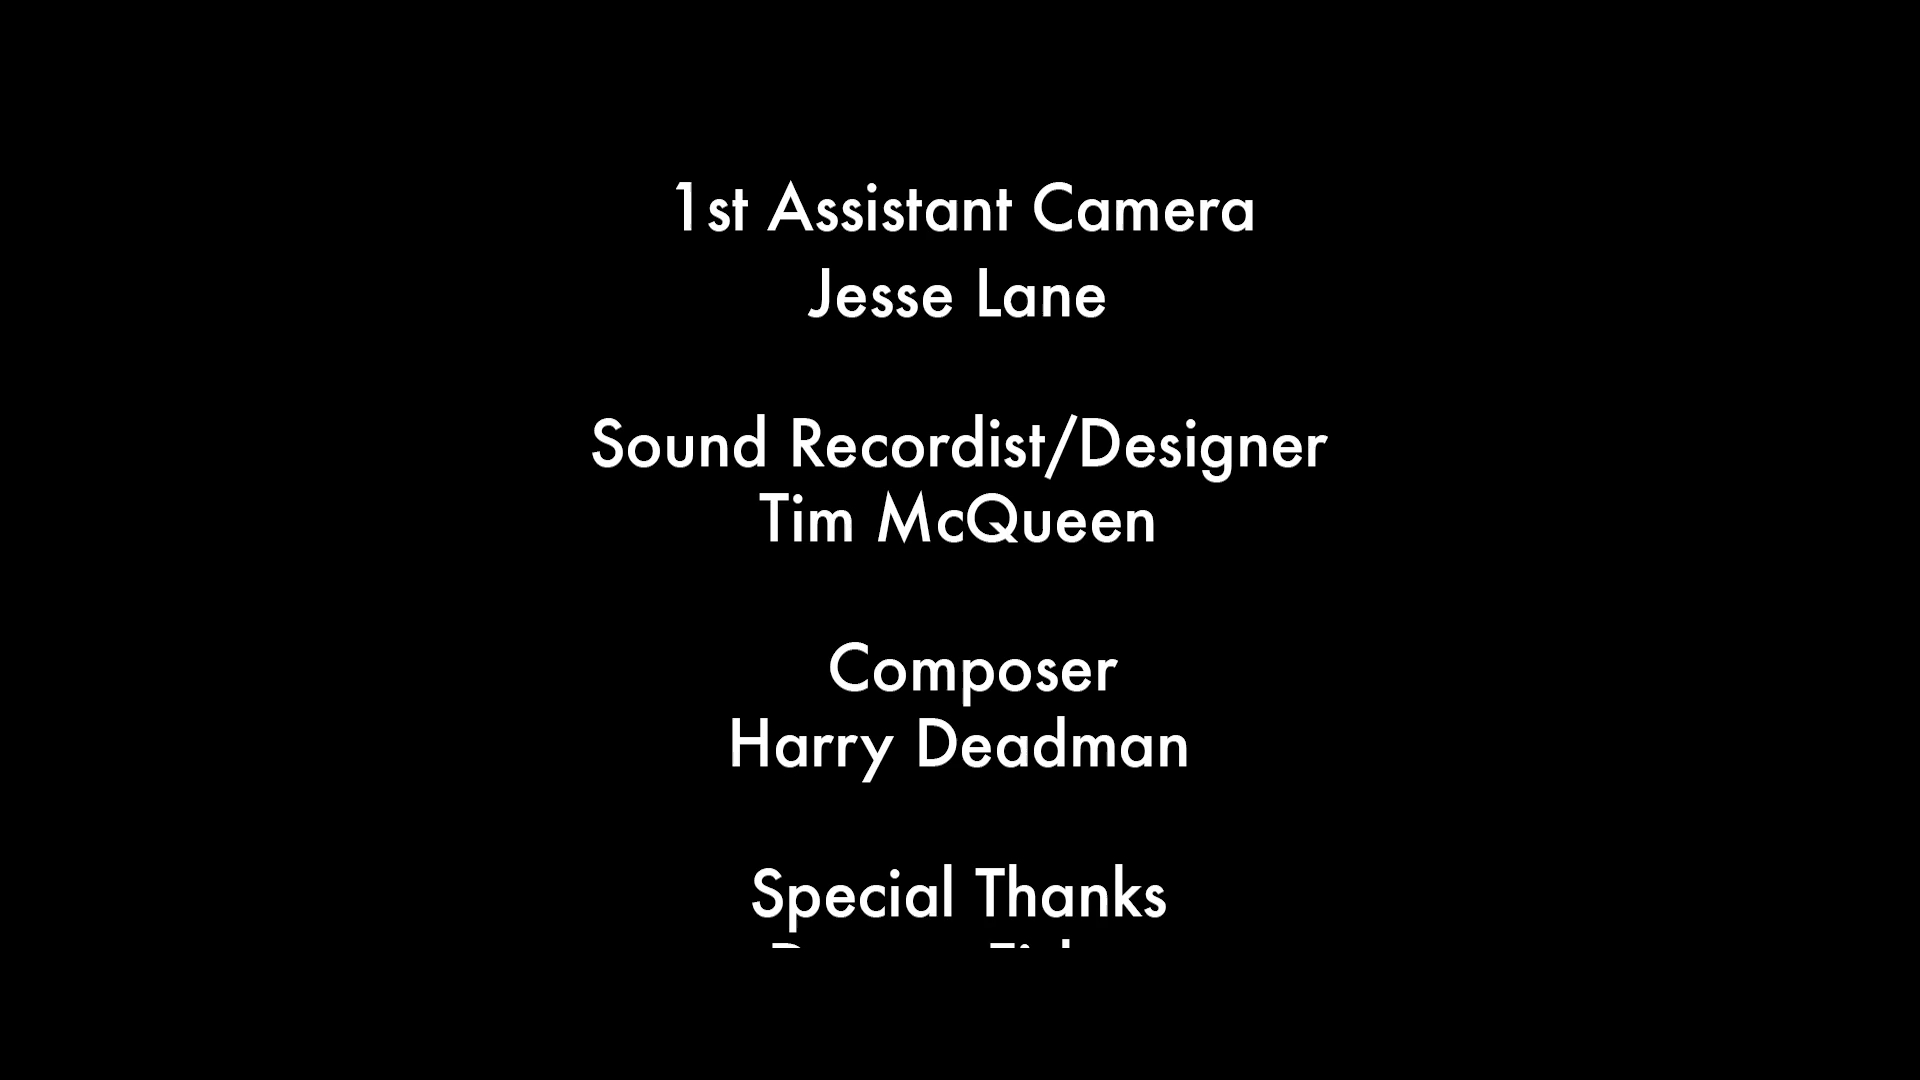 1st Assistant Camera
Jesse Lane
Sound Recordist/Designer
Tim McQueen
Composer
Harry Deadman
Special Thanks